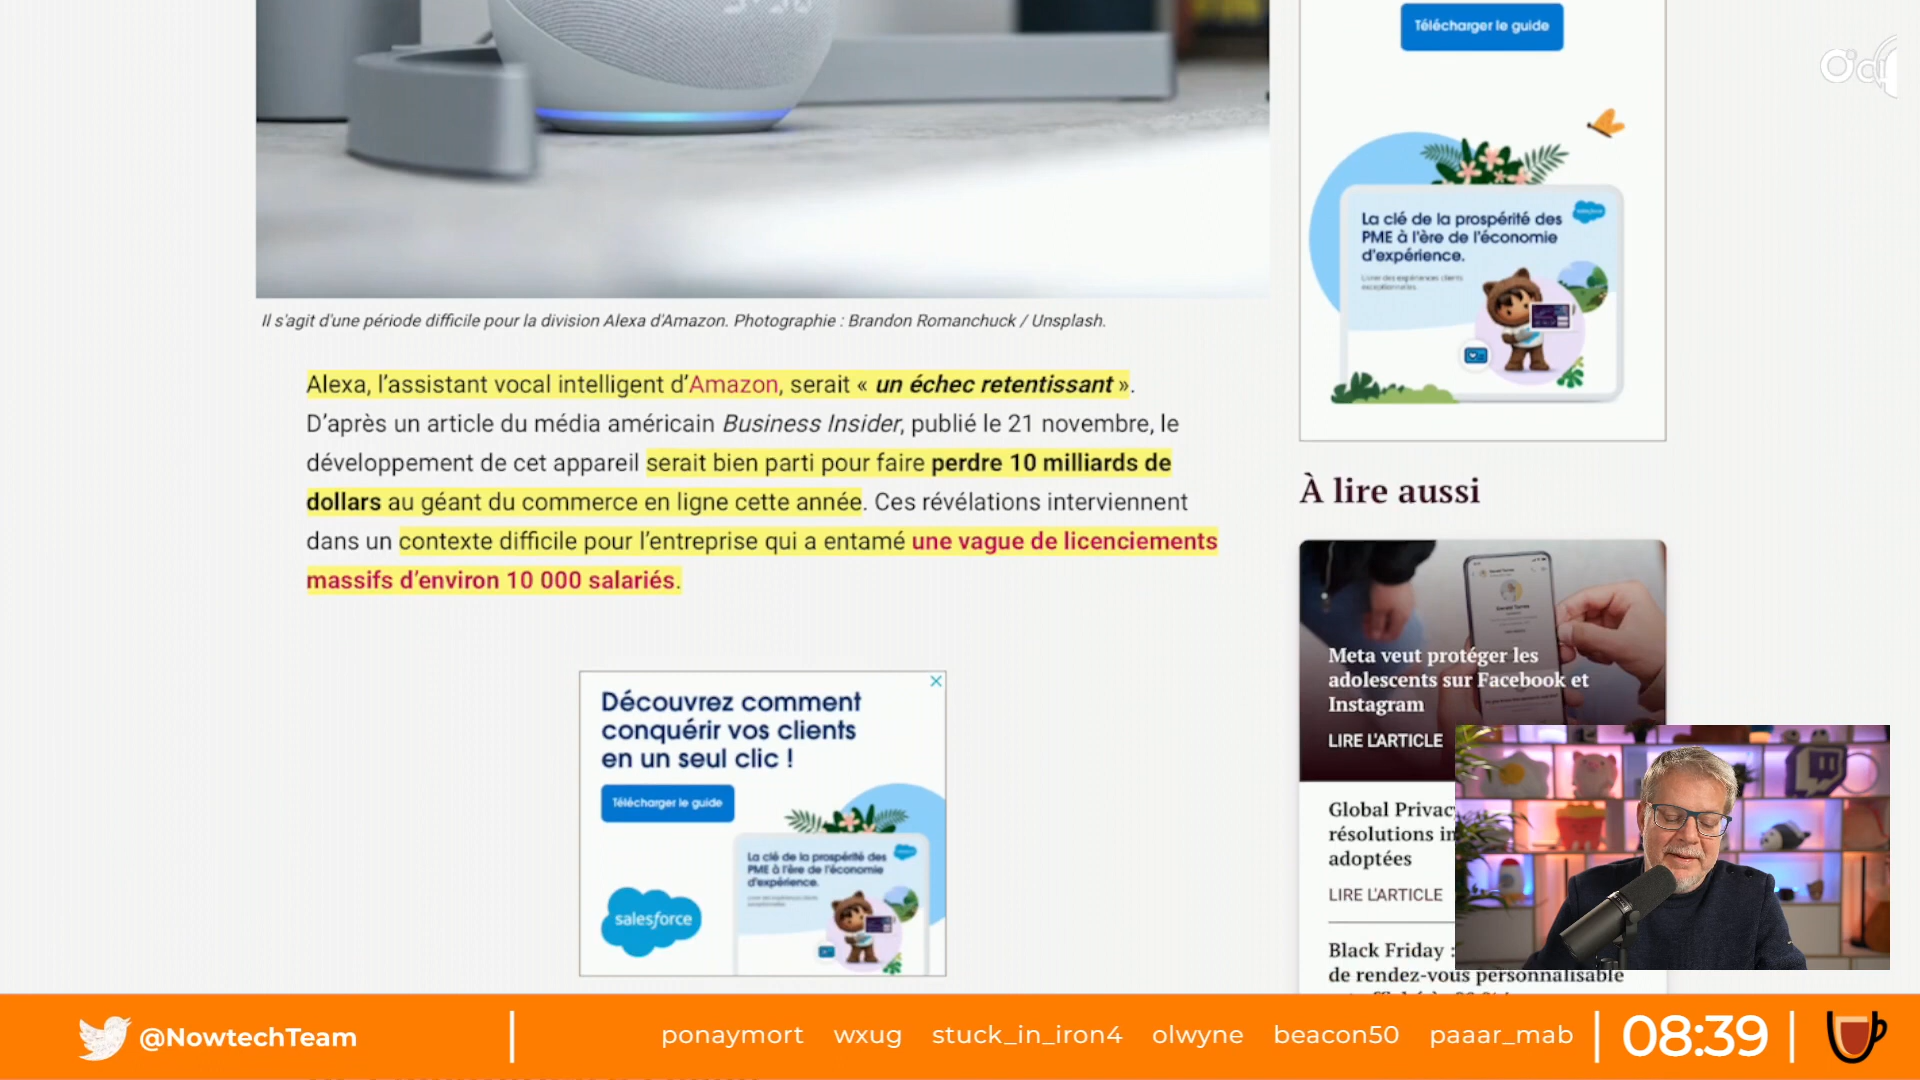 Télécharger le guide
La clé de la prospérité des
PME à l'ère de l'économie
d'expérience.
Il s'agit d'une période difficile pour la division Alexa d'Amazon. Photographie : Brandon Romanchuck / Unsplash.
Alexa, l'assistant vocal intelligent d'Amazon, serait « un échec retentissant ».
D'après un article du média américain Business Insider, publié le 21 novembre, le
développement de cet appareil serait bien parti pour faire perdre 10 milliards de
dollars au géant du commerce en ligne cette année. Ces révélations interviennent
dans un contexte difficile pour l'entreprise qui a entamé une vague de licenciements
massifs d'environ 10 000 salariés.
À lire aussi
Meta veut protéger les
adolescents sur Facebook et
Instagram
LIRE L'ARTICLE
Global Privac
résolutions in
adoptées
LIRE L'ARTICLE
Black Friday :
de rendez-vous personnalisable
Découvrez comment
conquérir vos clients
en un seul clic !
Télécharger le guide
La clé de la prospérité des
PME à l'ère de l'économie
d'expérience.
salesforce
@NowtechTeam
ponaymort wxug stuck_in_iron4 olwyne beacon50 paaar_mab
08:39